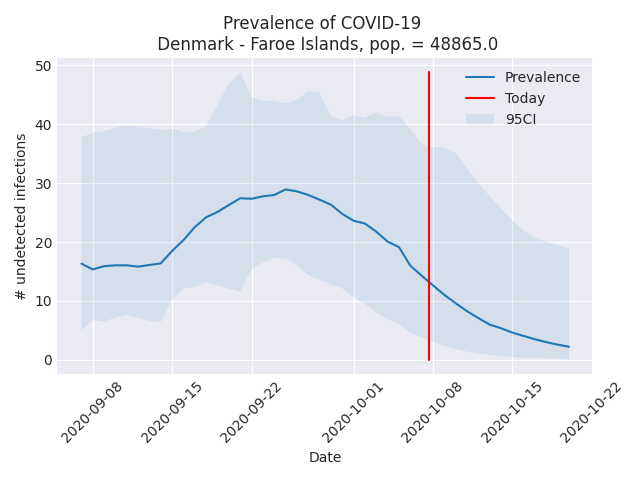 Prevalence of COVID-19
Denmark - Faroe Islands, pop. = 48865.0
Prevalence
Today
95CI
50
40
30
20
10
0
# undetected infections
2020-09-08
2020-09-15
2020-09-22
2020-10-01
2020-10-08
2020-10-15
2020-10-22
Date